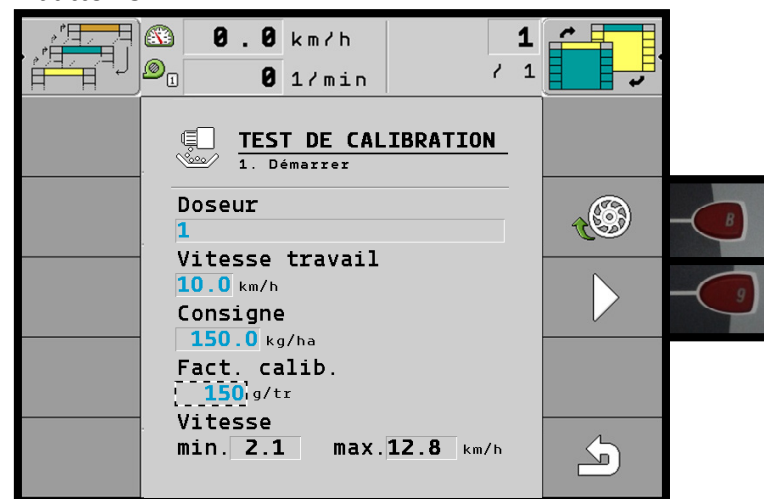 0.0 km/h
1
1
0 1/min
/ 1
TEST DE CALIBRATION
1. Démarrer
Doseur
1
Vitesse travail
10.0 km/h
Consigne
150.0 kg/ha
Fact. calib.
150 g/tr
Vitesse
min. 2.1 max. 12.8 km/h
B
9